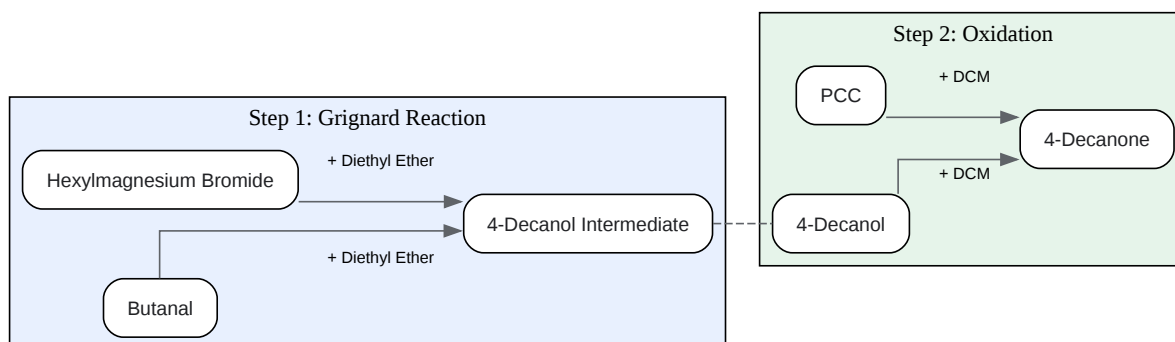 Step 1: Grignard Reaction
Hexylmagnesium Bromide
+ Diethyl Ether
4-Decanol Intermediate
+ Diethyl Ether
Butanal
Step 2: Oxidation
PCC
+ DCM
4-Decanone
+ DCM
4-Decanol